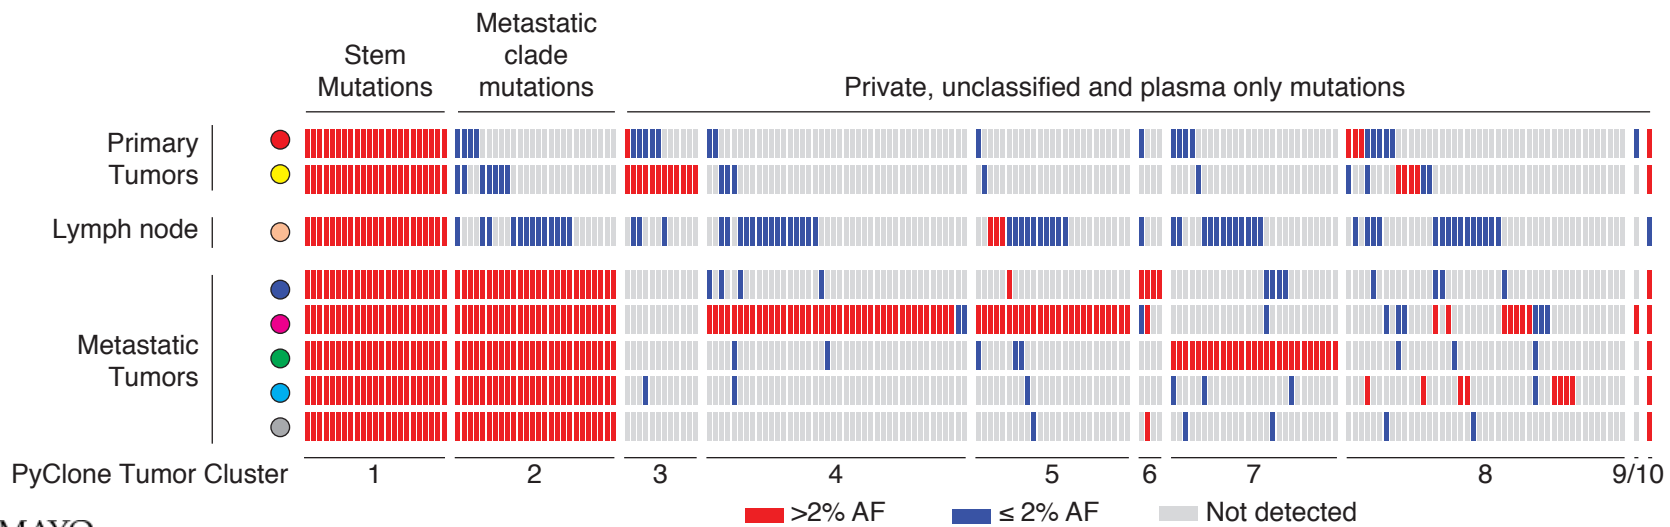 Metastatic
clade
mutations
Stem
Mutations
Private, unclassified and plasma only mutations
Primary
Tumors
Lymph node
Metastatic
Tumors
PyClone Tumor Cluster 1 2 3 4 5 6 7 8 9/10
>2% AF ≤ 2% AF Not detected